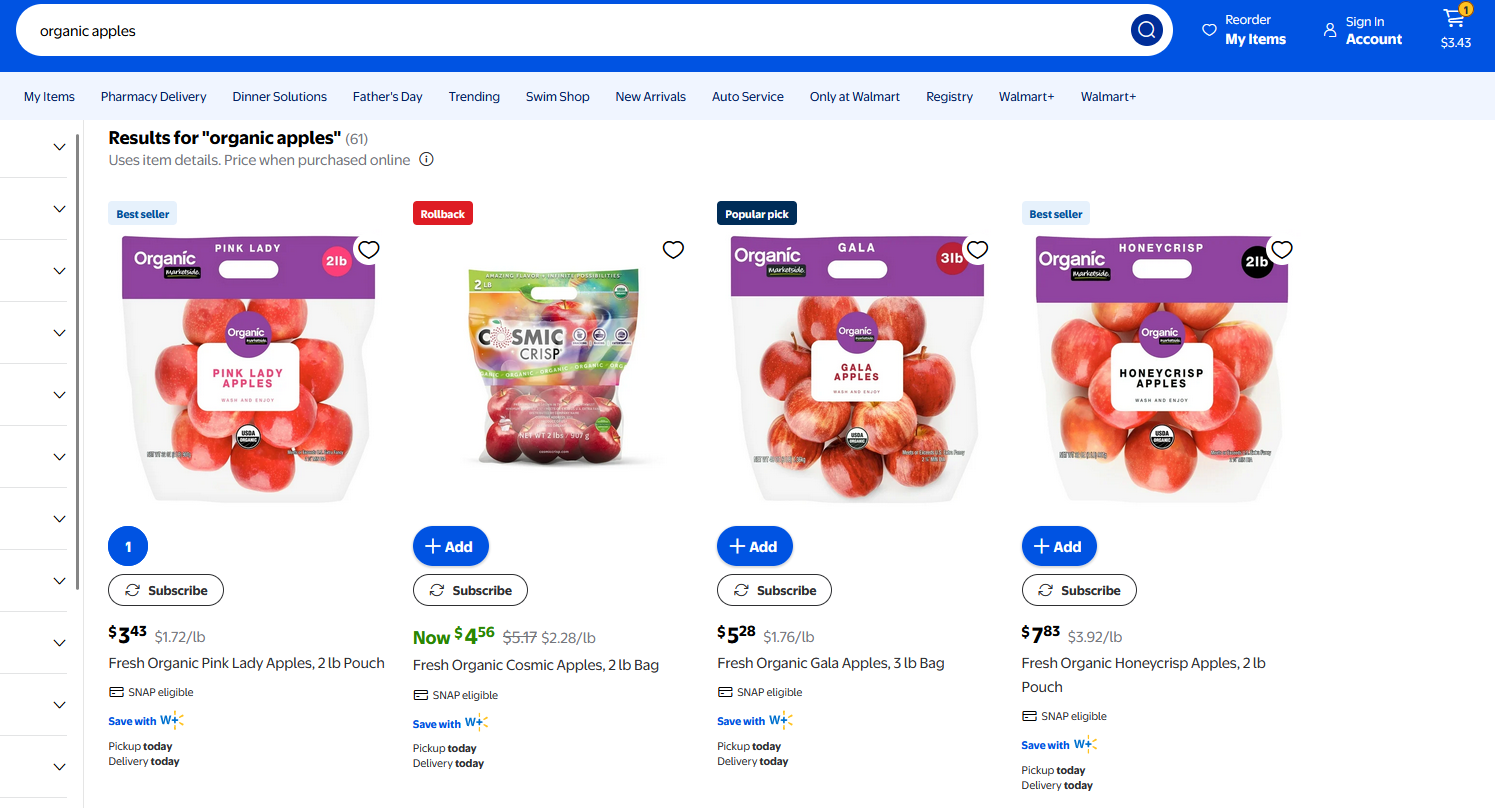 organic apples
Reorder
My Items
Sign In
Account
1
$3.43
My Items
Pharmacy Delivery
Dinner Solutions
Father's Day
Trending
Swim Shop
New Arrivals
Auto Service
Only at Walmart
Registry
Walmart+
Walmart+
Results for "organic apples" (61)
Uses item details. Price when purchased online
Best seller
PINK LADY
Organic
marketside.
2lb
Organic
PINK LADY
APPLES
WASH AND ENJOY
USDA
ORGANIC
1
Subscribe
$3.43 $1.72/lb
Fresh Organic Pink Lady Apples, 2 lb Pouch
SNAP eligible
Save with W+
Pickup today
Delivery today
Rollback
AMAZING FLAVOR • INFINITE POSSIBILITIES
2 LB
COSMIC
CRISP
ORGANIC • ORGANIC • ORGANIC
NET WT 2 lbs 907 g
+ Add
Subscribe
Now $4.56 $5.17 $2.28/lb
Fresh Organic Cosmic Apples, 2 lb Bag
SNAP eligible
Save with W+
Pickup today
Delivery today
Popular pick
GALA
Organic
marketside.
3lb
Organic
GALA
APPLES
WASH AND ENJOY
USDA
ORGANIC
+ Add
Subscribe
$5.28 $1.76/lb
Fresh Organic Gala Apples, 3 lb Bag
SNAP eligible
Save with W+
Pickup today
Delivery today
Best seller
HONEYCRISP
Organic
marketside.
2lb
Organic
HONEYCRISP
APPLES
WASH AND ENJOY
USDA
ORGANIC
+ Add
Subscribe
$7.83 $3.92/lb
Fresh Organic Honeycrisp Apples, 2 lb
Pouch
SNAP eligible
Save with W+
Pickup today
Delivery today